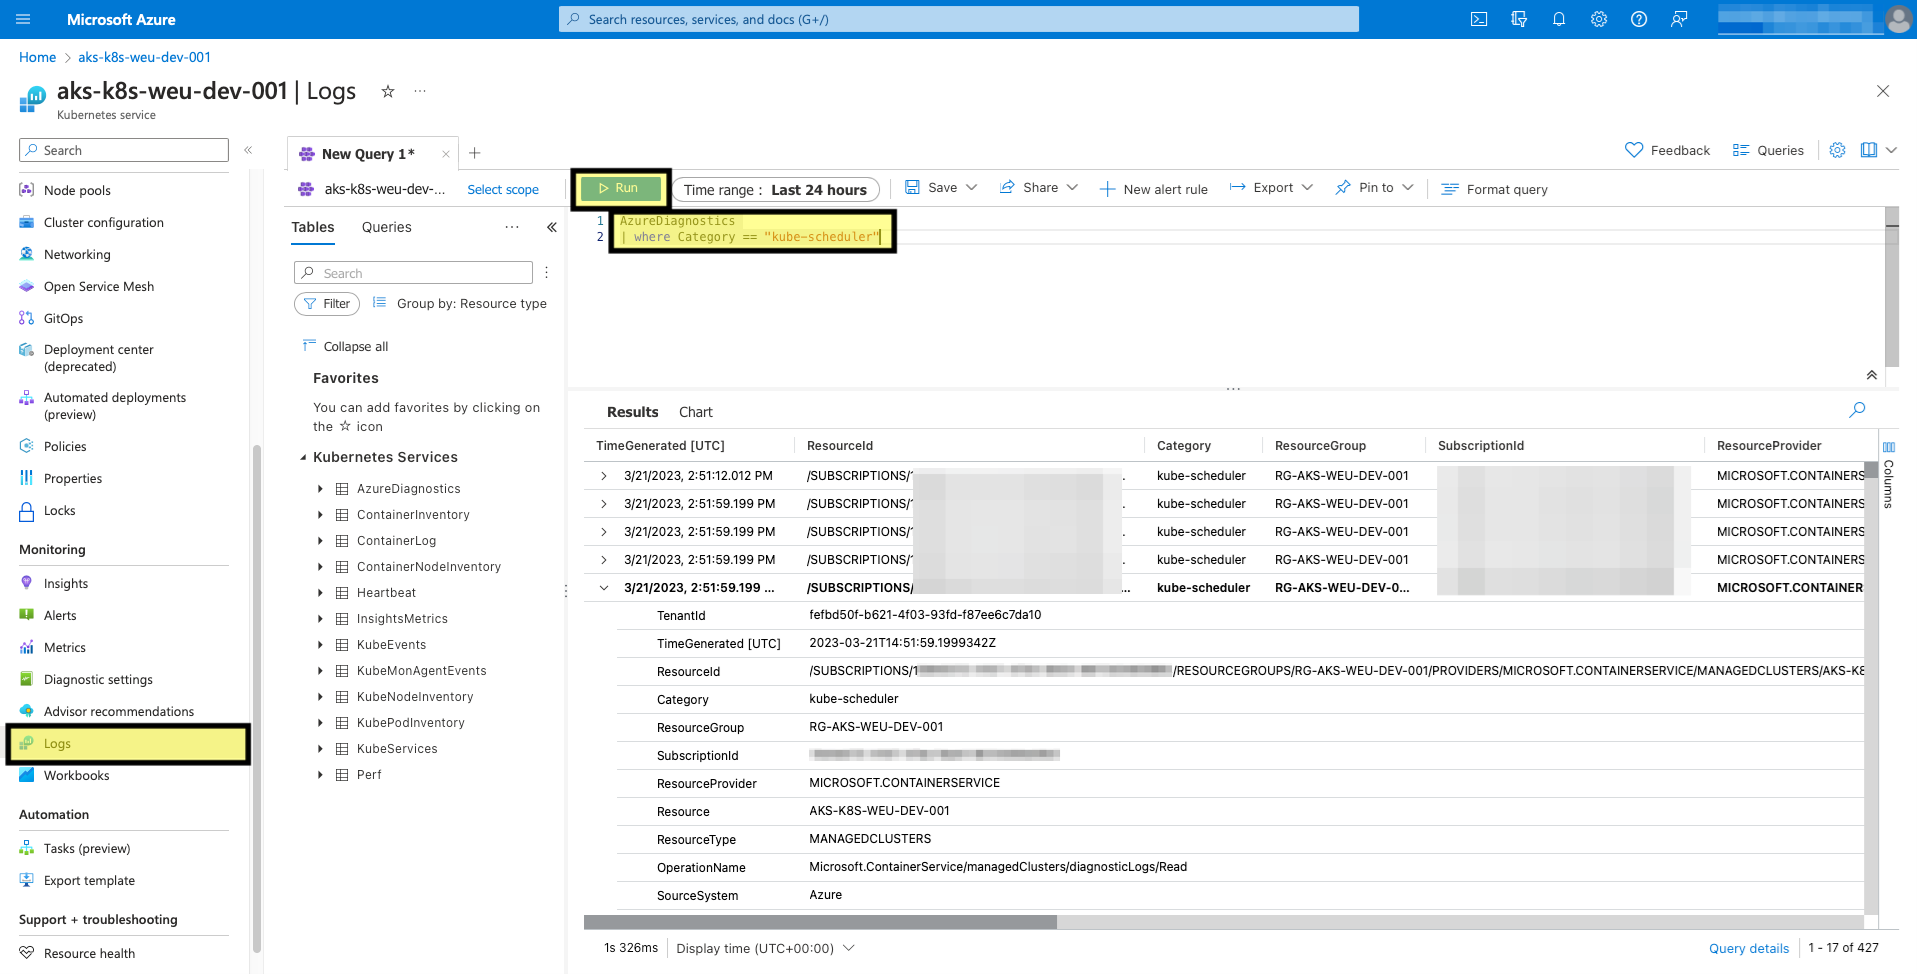 Microsoft Azure
Search resources, services, and docs (G+/)
Home > aks-k8s-weu-dev-001
aks-k8s-weu-dev-001 | Logs
Kubernetes service
Search
Node pools
Cluster configuration
Networking
Open Service Mesh
GitOps
Deployment center
(deprecated)
Automated deployments
(preview)
Policies
Properties
Locks
Monitoring
Insights
Alerts
Metrics
Diagnostic settings
Advisor recommendations
Logs
Workbooks
Automation
Tasks (preview)
Export template
Support + troubleshooting
Resource health
New Query 1*
Feedback
Queries
aks-k8s-weu-dev-...
Select scope
Run
Time range : Last 24 hours
Save
Share
New alert rule
Export
Pin to
Format query
Tables
Queries
Search
Filter
Group by: Resource type
Collapse all
Favorites
You can add favorites by clicking on
the ☆ icon
Kubernetes Services
AzureDiagnostics
ContainerInventory
ContainerLog
ContainerNodeInventory
Heartbeat
InsightsMetrics
KubeEvents
KubeMonAgentEvents
KubeNodeInventory
KubePodInventory
KubeServices
Perf
1 AzureDiagnostics
2 | where Category == "kube-scheduler"
Results
Chart
TimeGenerated [UTC] ResourceId Category ResourceGroup SubscriptionId ResourceProvider
3/21/2023, 2:51:12.012 PM /SUBSCRIPTIONS/1 . kube-scheduler RG-AKS-WEU-DEV-001 MICROSOFT.CONTAINERS
3/21/2023, 2:51:59.199 PM /SUBSCRIPTIONS/1 . kube-scheduler RG-AKS-WEU-DEV-001 MICROSOFT.CONTAINERS
3/21/2023, 2:51:59.199 PM /SUBSCRIPTIONS/1 . kube-scheduler RG-AKS-WEU-DEV-001 MICROSOFT.CONTAINERS
3/21/2023, 2:51:59.199 PM /SUBSCRIPTIONS/1 . kube-scheduler RG-AKS-WEU-DEV-001 MICROSOFT.CONTAINERS
3/21/2023, 2:51:59.199 ... /SUBSCRIPTIONS/ ... kube-scheduler RG-AKS-WEU-DEV-0... MICROSOFT.CONTAINERS
TenantId fefbd50f-b621-4f03-93fd-f87ee6c7da10
TimeGenerated [UTC] 2023-03-21T14:51:59.1999342Z
ResourceId /SUBSCRIPTIONS/1 /RESOURCEGROUPS/RG-AKS-WEU-DEV-001/PROVIDERS/MICROSOFT.CONTAINERSERVICE/MANAGEDCLUSTERS/AKS-K8
Category kube-scheduler
ResourceGroup RG-AKS-WEU-DEV-001
SubscriptionId
ResourceProvider MICROSOFT.CONTAINERSERVICE
Resource AKS-K8S-WEU-DEV-001
ResourceType MANAGEDCLUSTERS
OperationName Microsoft.ContainerService/managedClusters/diagnosticLogs/Read
SourceSystem Azure
Columns
1s 326ms
Display time (UTC+00:00)
Query details
1 - 17 of 427